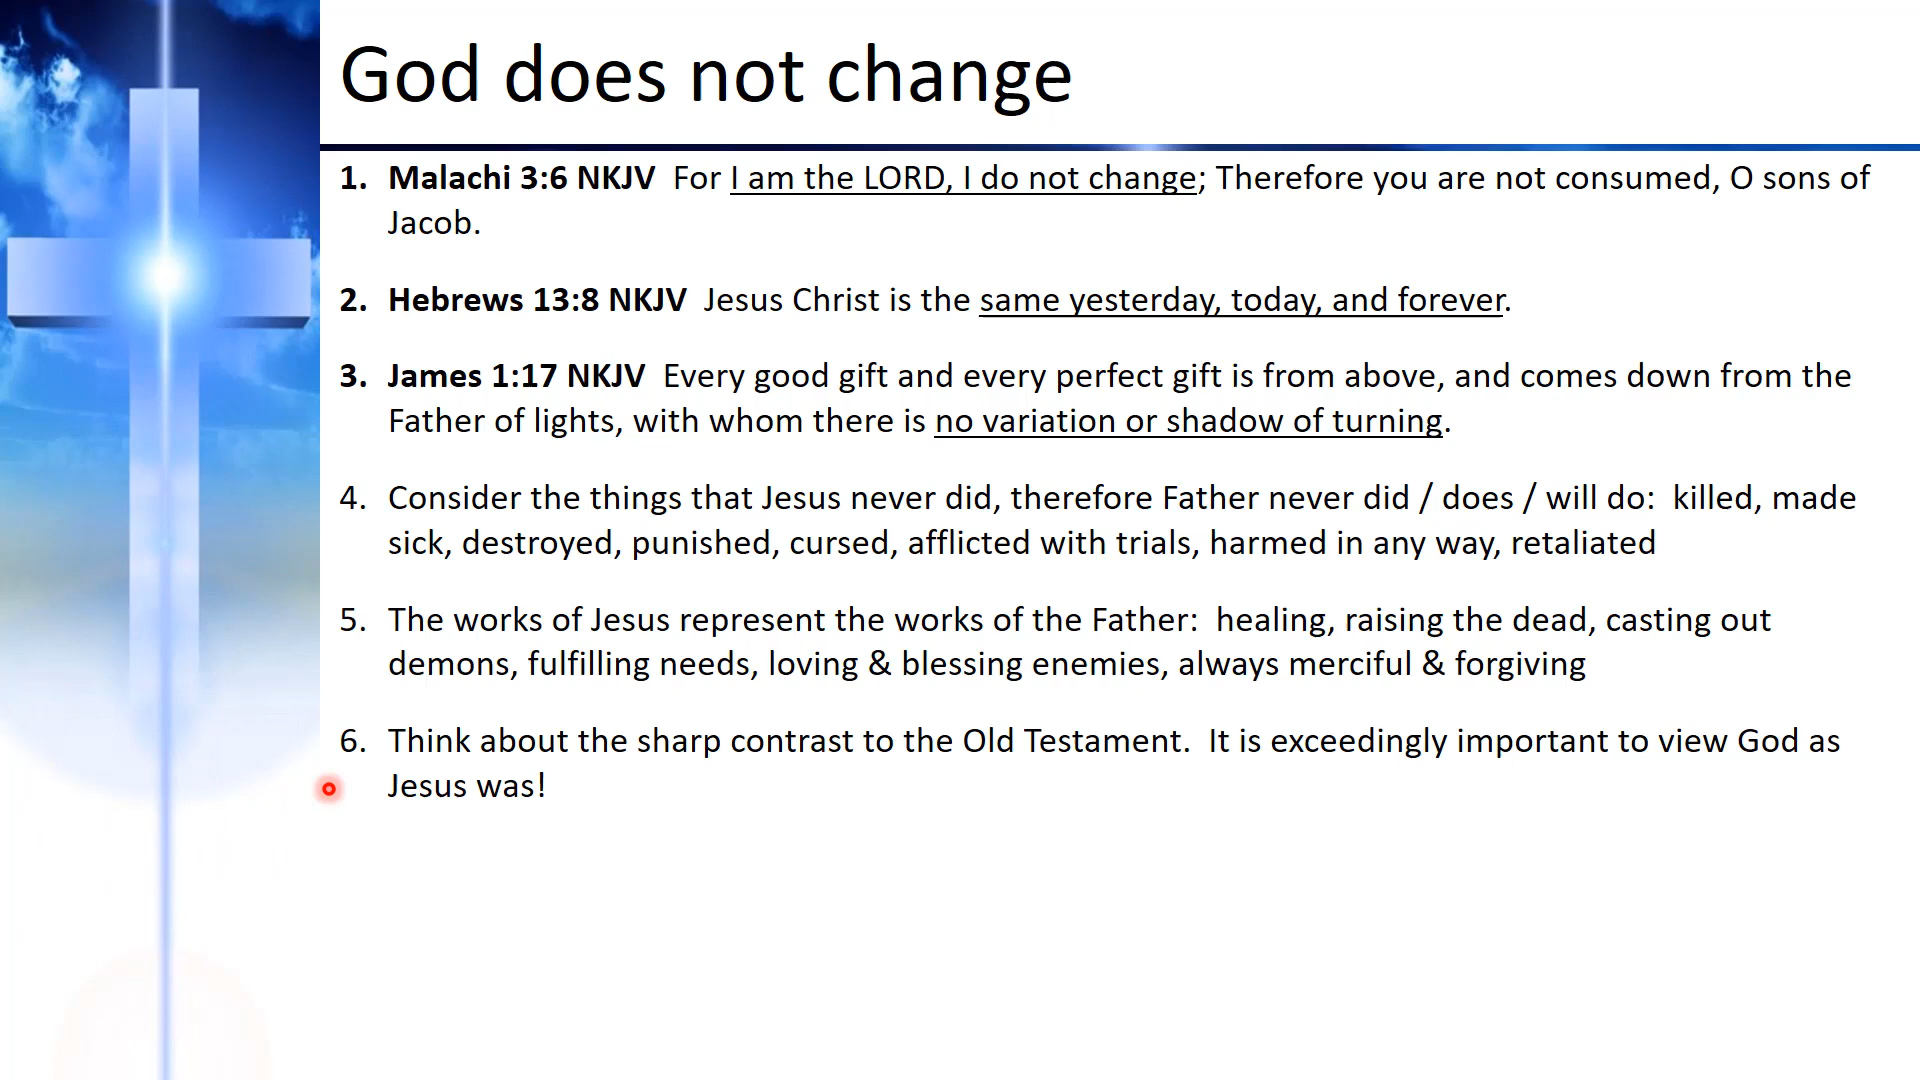 God does not change
1. Malachi 3:6 NKJV For I am the LORD, I do not change; Therefore you are not consumed, O sons of
Jacob.
2. Hebrews 13:8 NKJV Jesus Christ is the same yesterday, today, and forever.
3. James 1:17 NKJV Every good gift and every perfect gift is from above, and comes down from the
Father of lights, with whom there is no variation or shadow of turning.
4. Consider the things that Jesus never did, therefore Father never did / does / will do: killed, made
sick, destroyed, punished, cursed, afflicted with trials, harmed in any way, retaliated
5. The works of Jesus represent the works of the Father: healing, raising the dead, casting out
demons, fulfilling needs, loving & blessing enemies, always merciful & forgiving
6. Think about the sharp contrast to the Old Testament. It is exceedingly important to view God as
Jesus was!